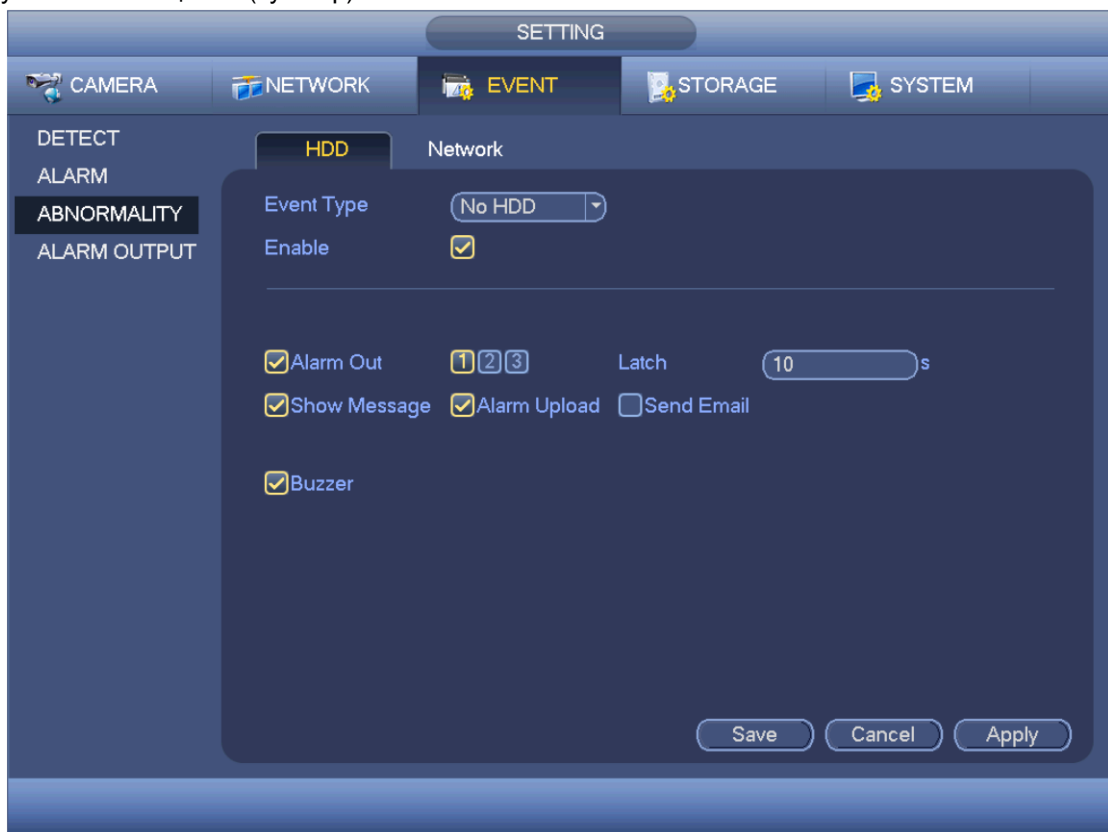 SETTING
CAMERA NETWORK EVENT STORAGE SYSTEM
DETECT
ALARM
ABNORMALITY
ALARM OUTPUT
HDD Network
Event Type No HDD
Enable
Alarm Out 1 2 3 Latch 10 s
Show Message Alarm Upload Send Email
Buzzer
Save Cancel Apply